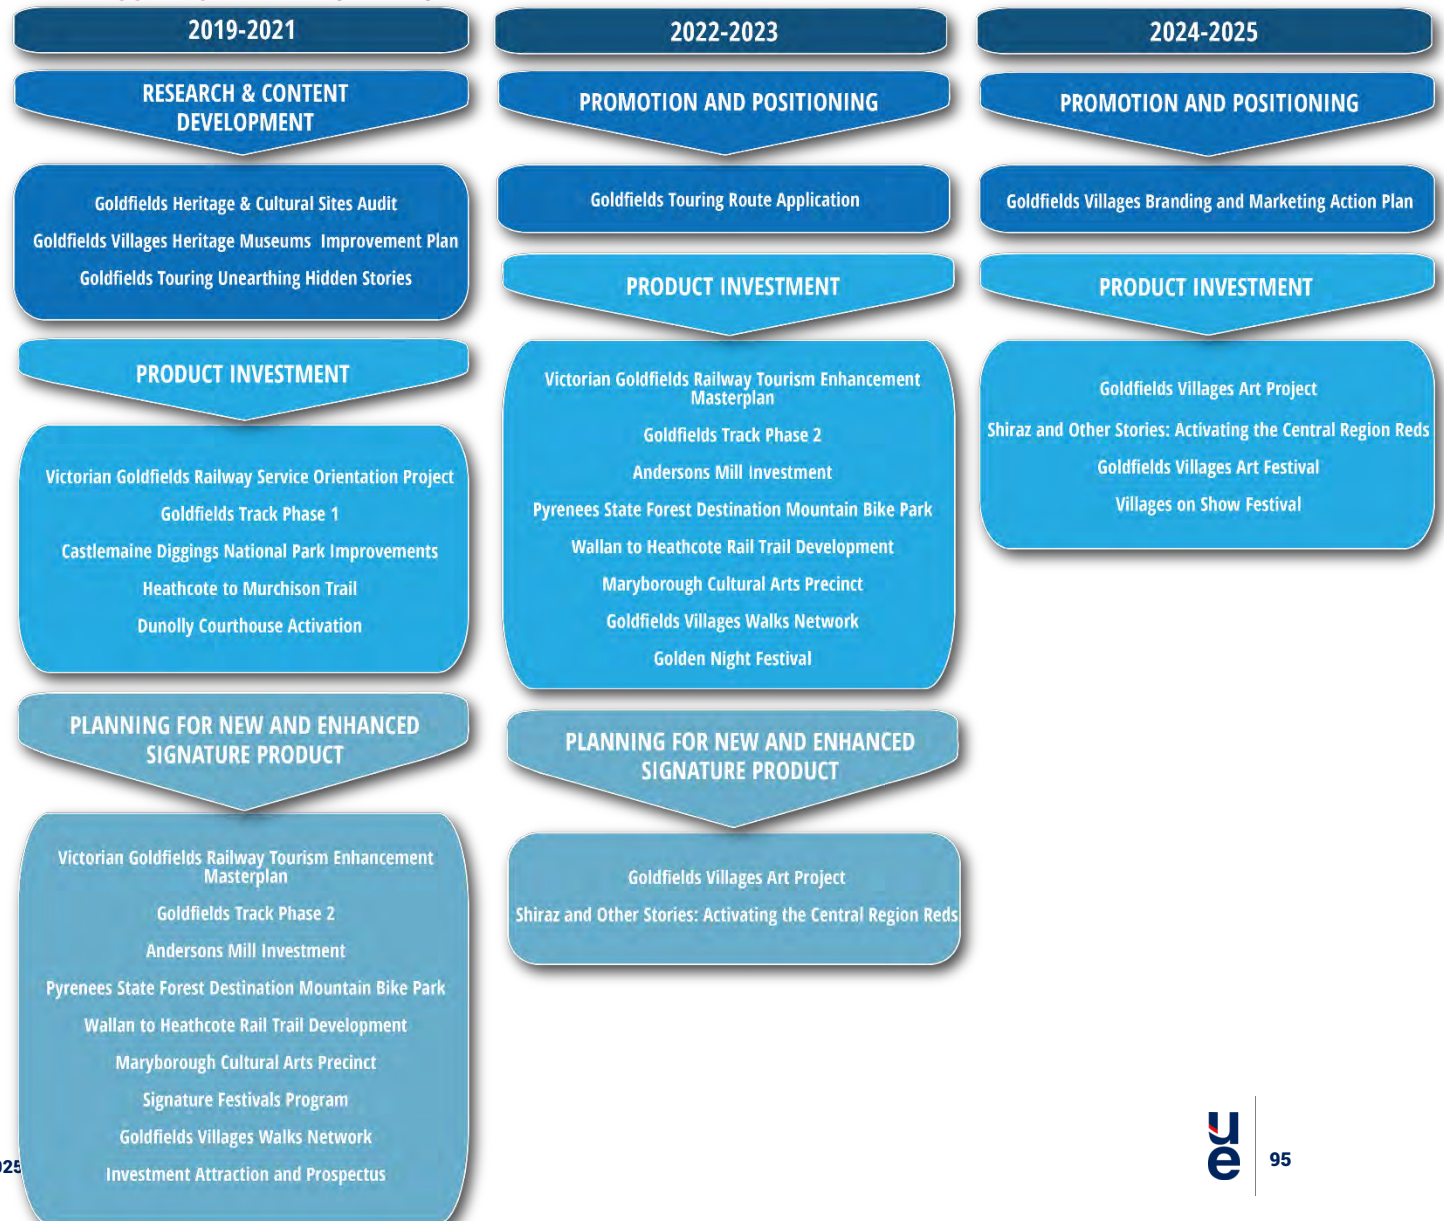 2019-2021
RESEARCH & CONTENT
DEVELOPMENT
Goldfields Heritage & Cultural Sites Audit
Goldfields Villages Heritage Museums Improvement Plan
Goldfields Touring Unearthing Hidden Stories
PRODUCT INVESTMENT
Victorian Goldfields Railway Service Orientation Project
Goldfields Track Phase 1
Castlemaine Diggings National Park Improvements
Heathcote to Murchison Trail
Dunolly Courthouse Activation
PLANNING FOR NEW AND ENHANCED
SIGNATURE PRODUCT
Victorian Goldfields Railway Tourism Enhancement
Masterplan
Goldfields Track Phase 2
Andersons Mill Investment
Pyrenees State Forest Destination Mountain Bike Park
Wallan to Heathcote Rail Trail Development
Maryborough Cultural Arts Precinct
Signature Festivals Program
Goldfields Villages Walks Network
Investment Attraction and Prospectus
2022-2023
PROMOTION AND POSITIONING
Goldfields Touring Route Application
PRODUCT INVESTMENT
Victorian Goldfields Railway Tourism Enhancement
Masterplan
Goldfields Track Phase 2
Andersons Mill Investment
Pyrenees State Forest Destination Mountain Bike Park
Wallan to Heathcote Rail Trail Development
Maryborough Cultural Arts Precinct
Goldfields Villages Walks Network
Golden Night Festival
PLANNING FOR NEW AND ENHANCED
SIGNATURE PRODUCT
Goldfields Villages Art Project
Shiraz and Other Stories: Activating the Central Region Reds
2024-2025
PROMOTION AND POSITIONING
Goldfields Villages Branding and Marketing Action Plan
PRODUCT INVESTMENT
Goldfields Villages Art Project
Shiraz and Other Stories: Activating the Central Region Reds
Goldfields Villages Art Festival
Villages on Show Festival
025
ue
95